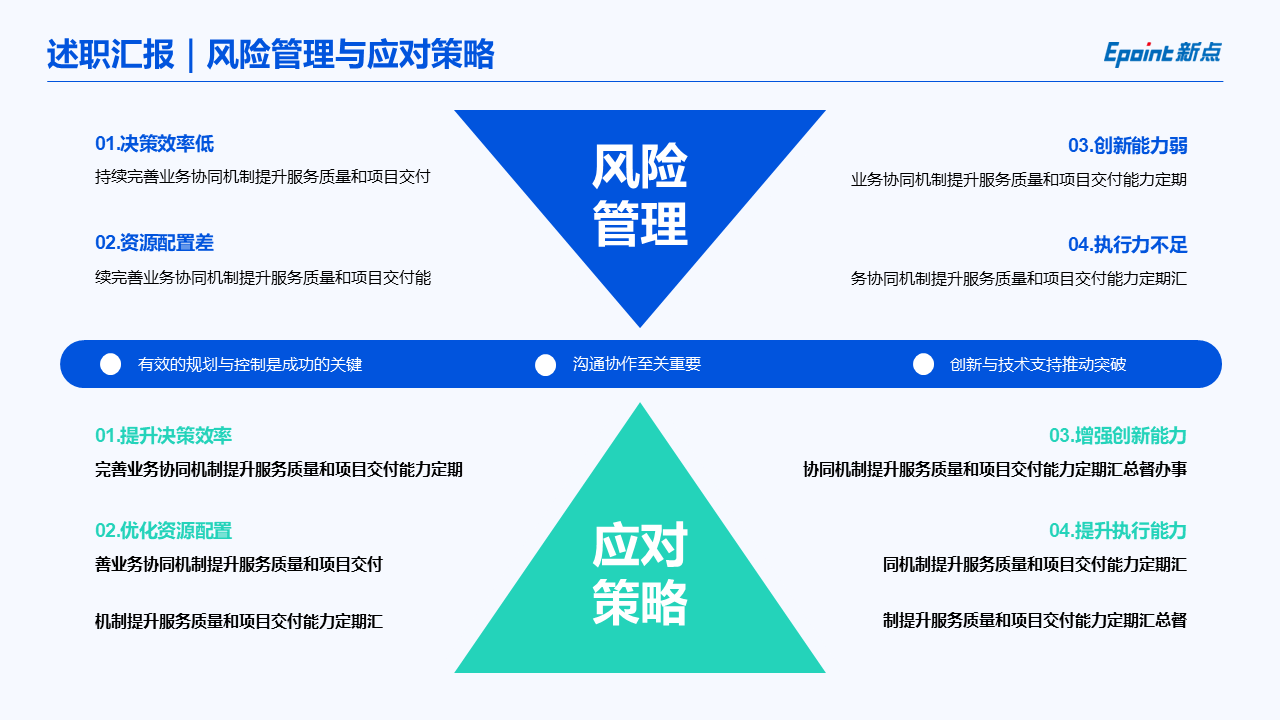 述职汇报｜风险管理与应对策略
Epoint新点
01.决策效率低
持续完善业务协同机制提升服务质量和项目交付
02.资源配置差
续完善业务协同机制提升服务质量和项目交付能
风险
管理
03.创新能力弱
业务协同机制提升服务质量和项目交付能力定期
04.执行力不足
务协同机制提升服务质量和项目交付能力定期汇
有效的规划与控制是成功的关键
沟通协作至关重要
创新与技术支持推动突破
01.提升决策效率
完善业务协同机制提升服务质量和项目交付能力定期
02.优化资源配置
善业务协同机制提升服务质量和项目交付
机制提升服务质量和项目交付能力定期汇
应对
策略
03.增强创新能力
协同机制提升服务质量和项目交付能力定期汇总督办事
04.提升执行能力
同机制提升服务质量和项目交付能力定期汇
制提升服务质量和项目交付能力定期汇总督